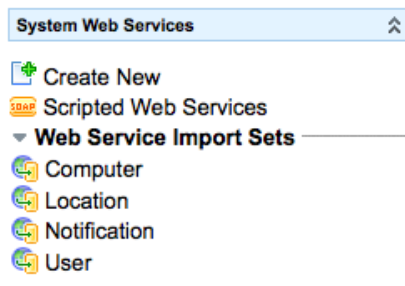 System Web Services
Create New
SOAP Scripted Web Services
Web Service Import Sets
Computer
Location
Notification
User